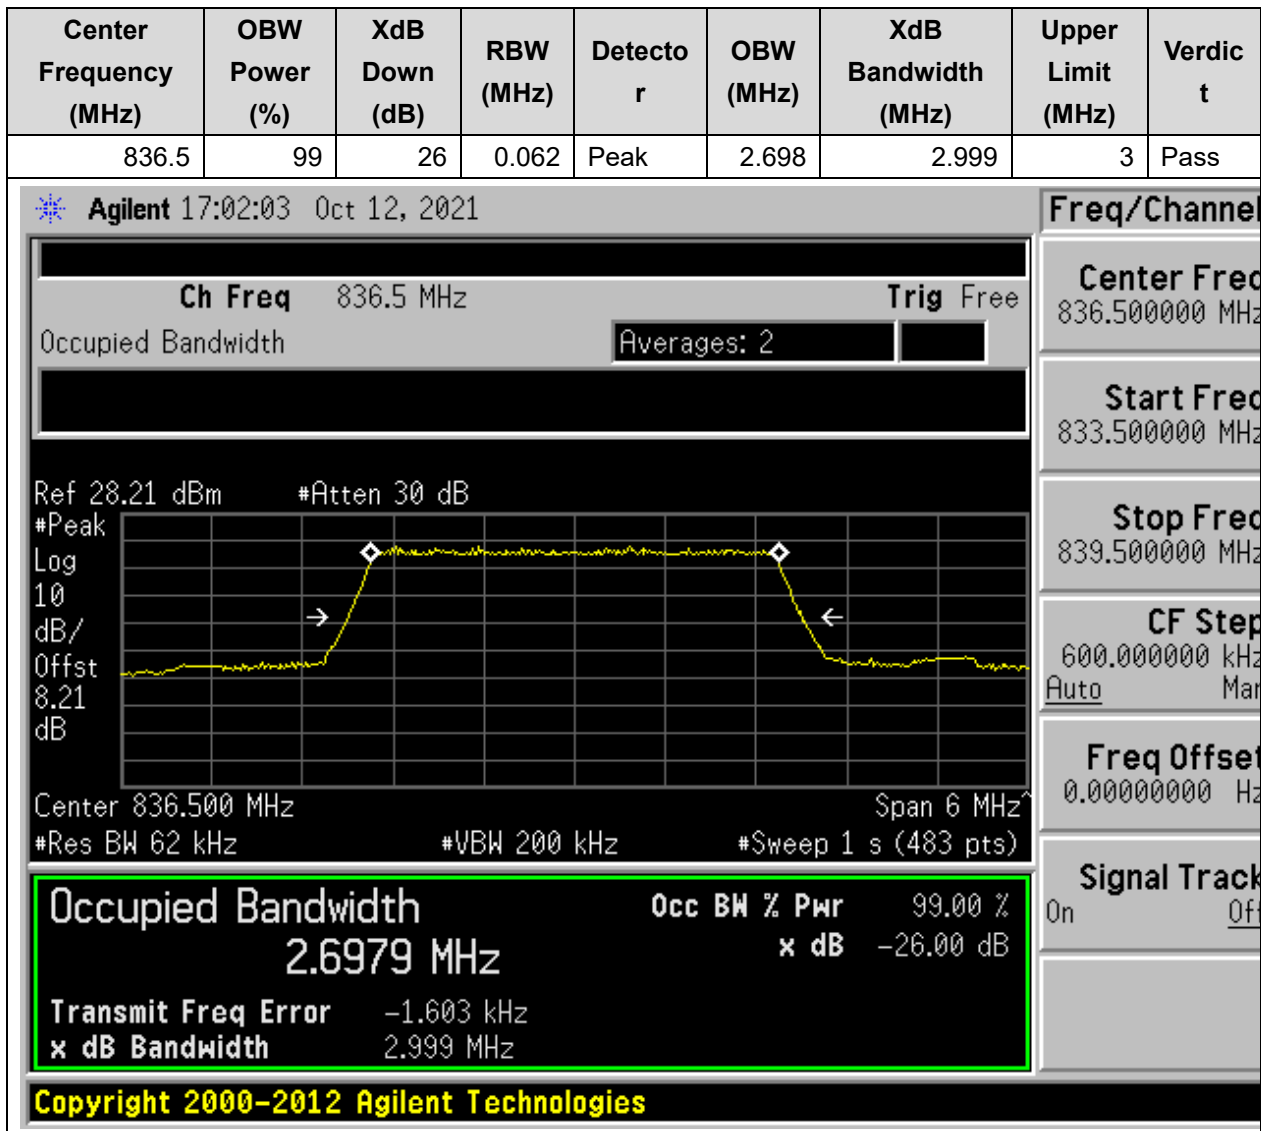 Center Frequency (MHz) OBW Power (%) XdB Down (dB) RBW (MHz) Detector OBW (MHz) XdB Bandwidth (MHz) Upper Limit (MHz) Verdict
836.5 99 26 0.062 Peak 2.698 2.999 3 Pass
Agilent 17:02:03 Oct 12, 2021 Freq/Channel
Ch Freq 836.5 MHz Trig Free
Occupied Bandwidth Averages: 2
Center Freq
836.500000 MHz
Start Freq
833.500000 MHz
Stop Freq
839.500000 MHz
CF Step
600.000000 kHz
Auto Man
Freq Offset
0.00000000 Hz
Signal Track
On Off
Ref 28.21 dBm #Atten 30 dB
#Peak
Log
10
dB/
Offst
8.21
dB
Center 836.500 MHz Span 6 MHz^
#Res BW 62 kHz #VBW 200 kHz #Sweep 1 s (483 pts)
Occupied Bandwidth Occ BW % Pwr 99.00 %
2.6979 MHz x dB -26.00 dB
Transmit Freq Error -1.603 kHz
x dB Bandwidth 2.999 MHz
Copyright 2000-2012 Agilent Technologies